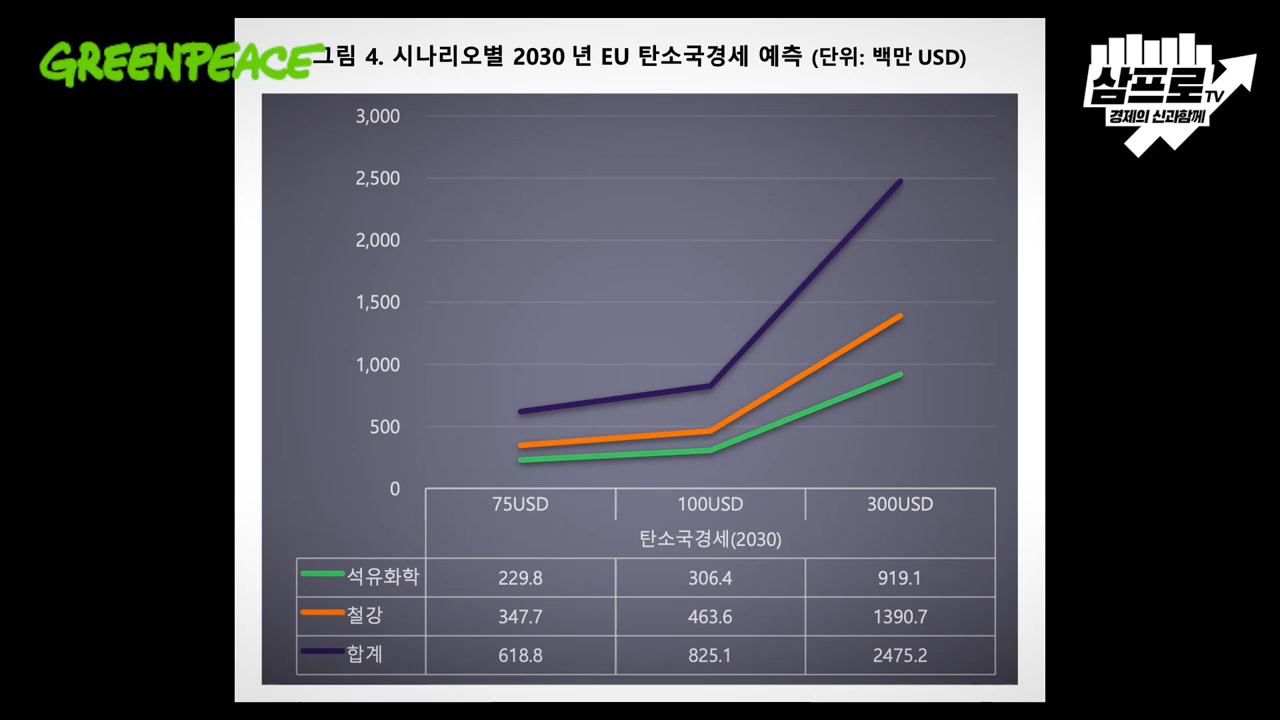 GREENPEACE
그림 4. 시나리오별 2030 년 EU 탄소국경세 예측 (단위: 백만 USD)
삼프로TV
경제의 신과함께
3,000
2,500
2,000
1,500
1,000
500
0
75USD 100USD 300USD
탄소국경세(2030)
석유화학 229.8 306.4 919.1
철강 347.7 463.6 1390.7
합계 618.8 825.1 2475.2